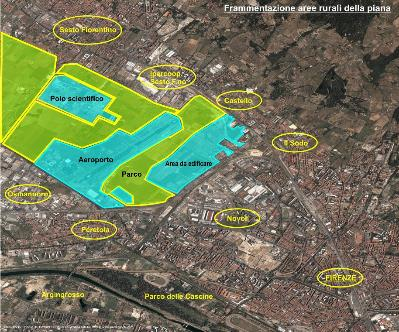 Frammentazione aree rurali della piana
Sesto Fiorentino
Ipercoop
Sesto F.no
Polo scientifico
Castello
Il Sodo
Aeroporto
Area da edificare
Parco
Osmannoro
Peretola
Novoli
FIRENZE
Argingrosso
Parco delle Cascine